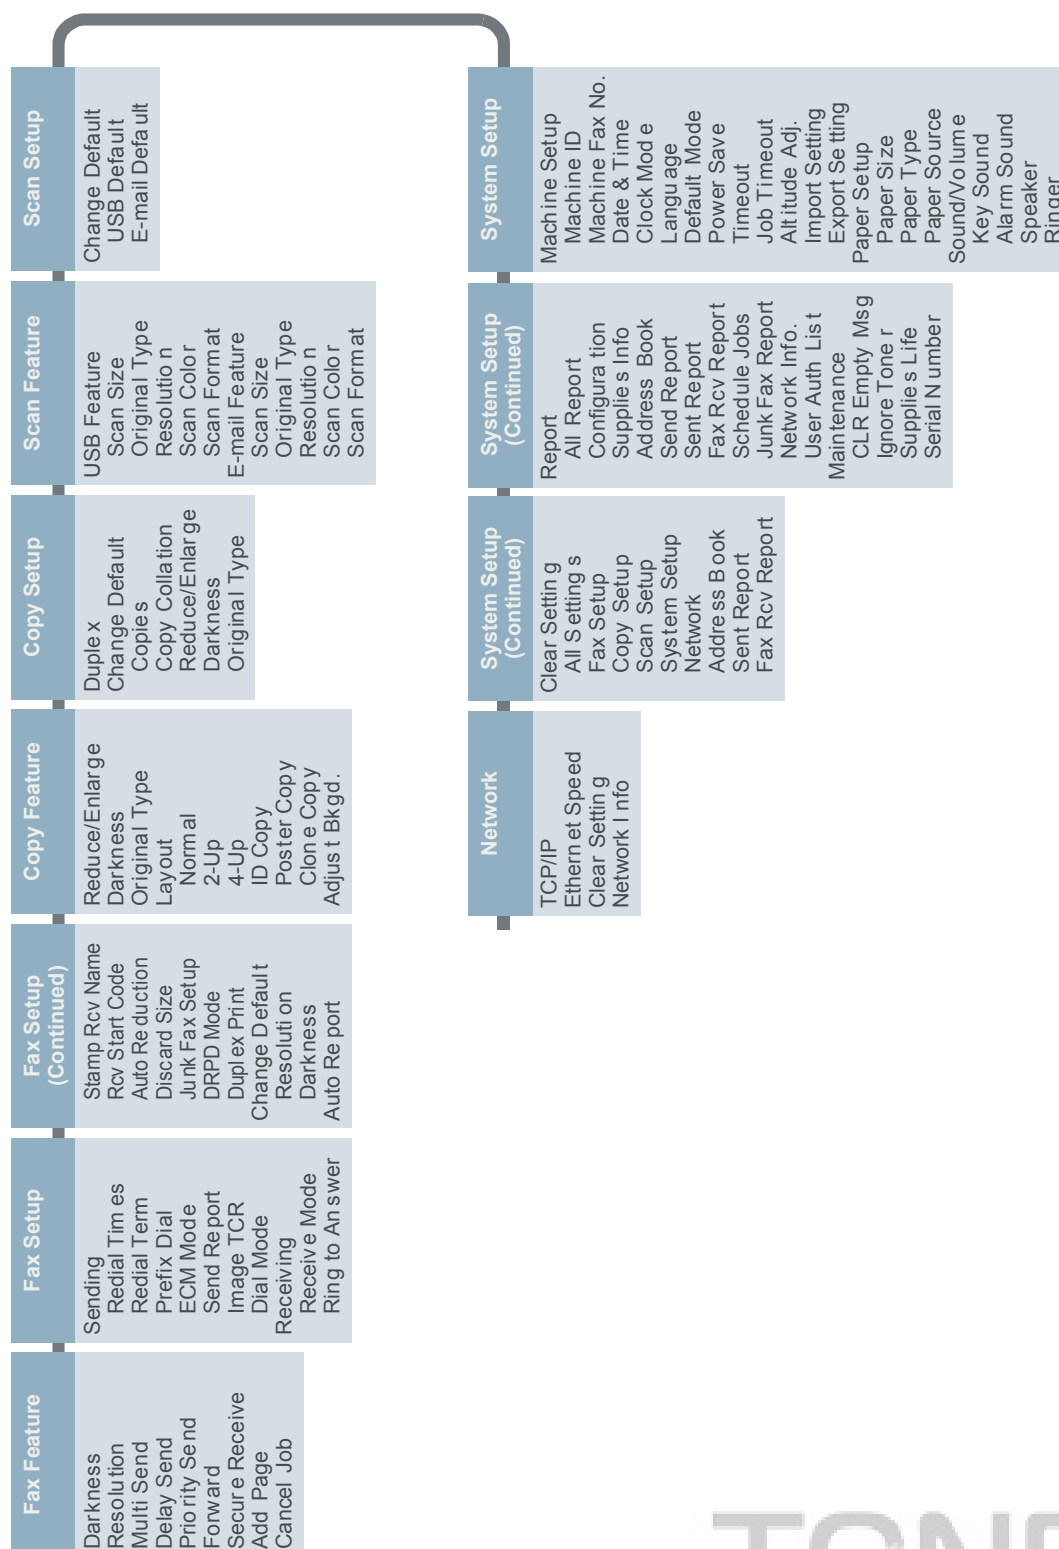 Fax Feature
Darkness
Resolution
Multi Send
Delay Send
Priority Send
Forward
Secure Receive
Add Page
Cancel Job
Fax Setup
Sending
Redial Times
Redial Term
Prefix Dial
ECM Mode
Send Report
Image TCR
Dial Mode
Receiving
Receive Mode
Ring to Answer
Fax Setup
(Continued)
Stamp Rcv Name
Rcv Start Code
Auto Reduction
Discard Size
Junk Fax Setup
DRPD Mode
Duplex Print
Change Default
Resolution
Darkness
Auto Report
Copy Feature
Reduce/Enlarge
Darkness
Original Type
Layout
Normal
2-Up
4-Up
ID Copy
Poster Copy
Clone Copy
Adjust Bkgd.
Copy Setup
Duplex
Change Default
Copies
Copy Collation
Reduce/Enlarge
Darkness
Original Type
Scan Feature
USB Feature
Scan Size
Original Type
Resolution
Scan Color
Scan Format
E-mail Feature
Scan Size
Original Type
Resolution
Scan Color
Scan Format
Scan Setup
Change Default
USB Default
E-mail Default
Network
TCP/IP
Ethernet Speed
Clear Setting
Network Info
System Setup
(Continued)
Clear Setting
All Settings
Fax Setup
Copy Setup
Scan Setup
System Setup
Network
Address Book
Sent Report
Fax Rcv Report
System Setup
(Continued)
Report
All Report
Configuration
Supplies Info
Address Book
Send Report
Sent Report
Fax Rcv Report
Schedule Jobs
Junk Fax Report
Network Info.
User Auth List
Maintenance
CLR Empty Msg
Ignore Toner
Supplies Life
Serial Number
System Setup
Machine Setup
Machine ID
Machine Fax No.
Date & Time
Clock Mode
Language
Default Mode
Power Save
Timeout
Job Timeout
Altitude Adj.
Import Setting
Export Setting
Paper Setup
Paper Size
Paper Type
Paper Source
Sound/Volume
Key Sound
Alarm Sound
Speaker
Ringer